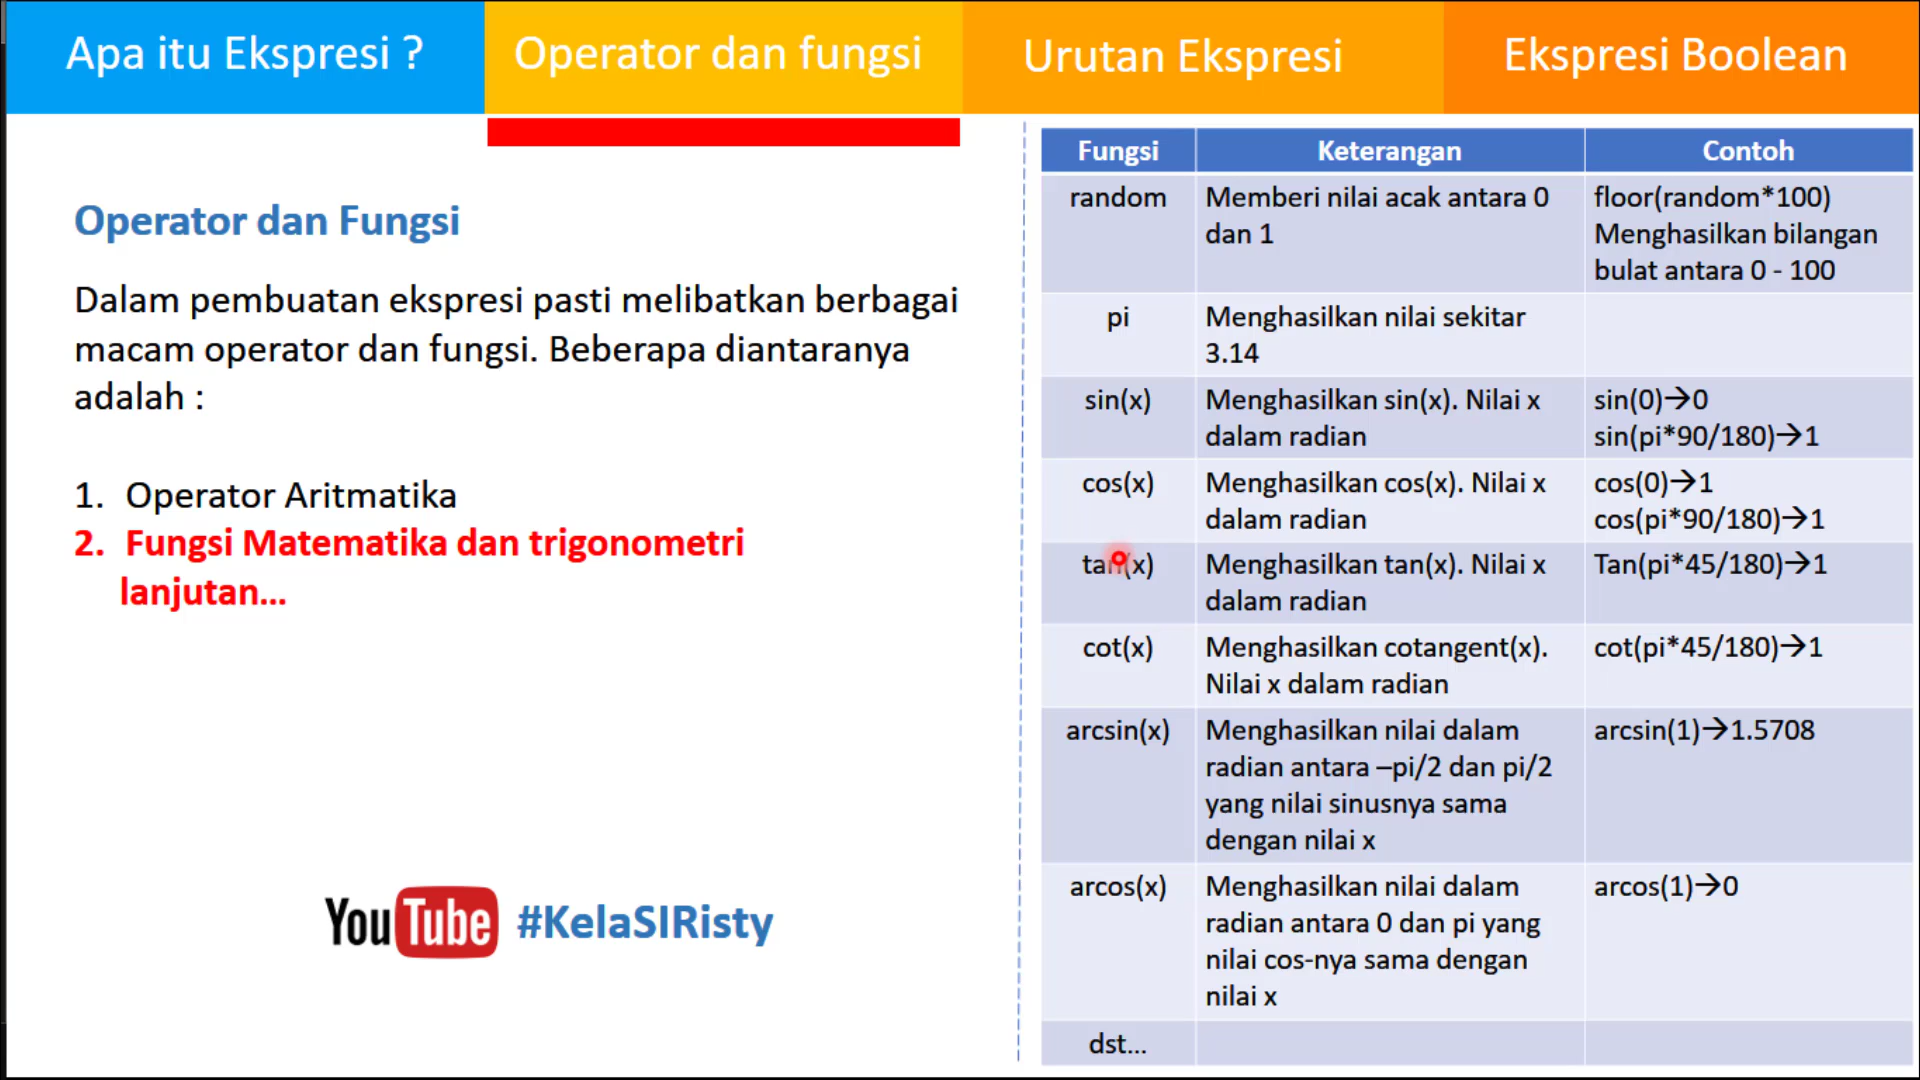 Apa itu Ekspresi ?
Operator dan fungsi
Urutan Ekspresi
Ekspresi Boolean
Operator dan Fungsi
Dalam pembuatan ekspresi pasti melibatkan berbagai
macam operator dan fungsi. Beberapa diantaranya
adalah :
1. Operator Aritmatika
2. Fungsi Matematika dan trigonometri
lanjutan...
YouTube #KelaSIRisty
Fungsi Keterangan Contoh
random Memberi nilai acak antara 0 floor(random*100)
dan 1 Menghasilkan bilangan
bulat antara 0 - 100
pi Menghasilkan nilai sekitar
3.14
sin(x) Menghasilkan sin(x). Nilai x sin(0)→0
dalam radian sin(pi*90/180)→1
cos(x) Menghasilkan cos(x). Nilai x cos(0)→1
dalam radian cos(pi*90/180)→1
tan(x) Menghasilkan tan(x). Nilai x Tan(pi*45/180)→1
dalam radian
cot(x) Menghasilkan cotangent(x). cot(pi*45/180)→1
Nilai x dalam radian
arcsin(x) Menghasilkan nilai dalam arcsin(1)→1.5708
radian antara –pi/2 dan pi/2
yang nilai sinusnya sama
dengan nilai x
arcos(x) Menghasilkan nilai dalam arcos(1)→0
radian antara 0 dan pi yang
nilai cos-nya sama dengan
nilai x
dst...